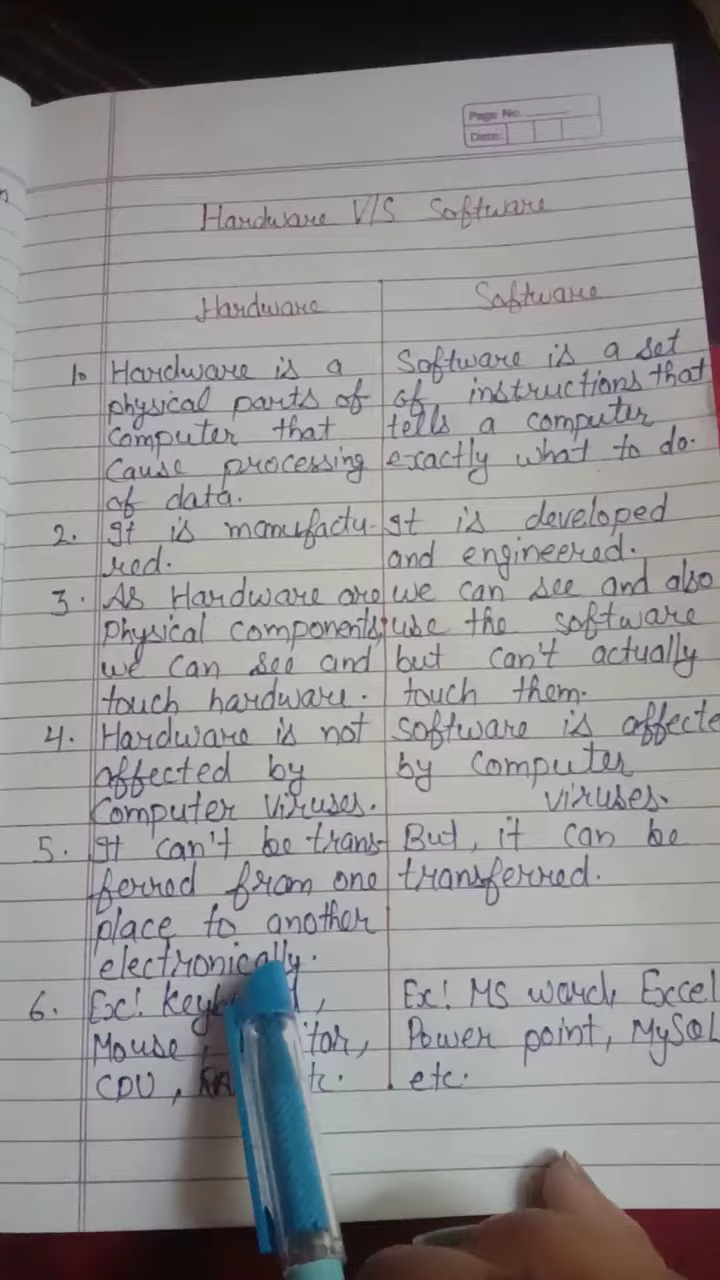 Page No.
Date:
Hardware V/S Software
Hardware
Software
1. Hardware is a
physical parts of
computer that
cause processing
of data.
Software is a set
of instructions that
tells a computer
exactly what to do.
2. It is manufactu-
red.
It is developed
and engineered.
3. As Hardware are
physical components,
we can see and
touch hardware.
we can see and also
use the software
but can't actually
touch them.
4. Hardware is not
affected by
Computer viruses.
Software is affecte
by computer
viruses.
5. It can't be trans-
ferred from one
place to another
electronically.
But, it can be
transferred.
6. Ex:
Mouse,
CPU,
Ex: MS word, Excel
Power point, MySQL
etc.